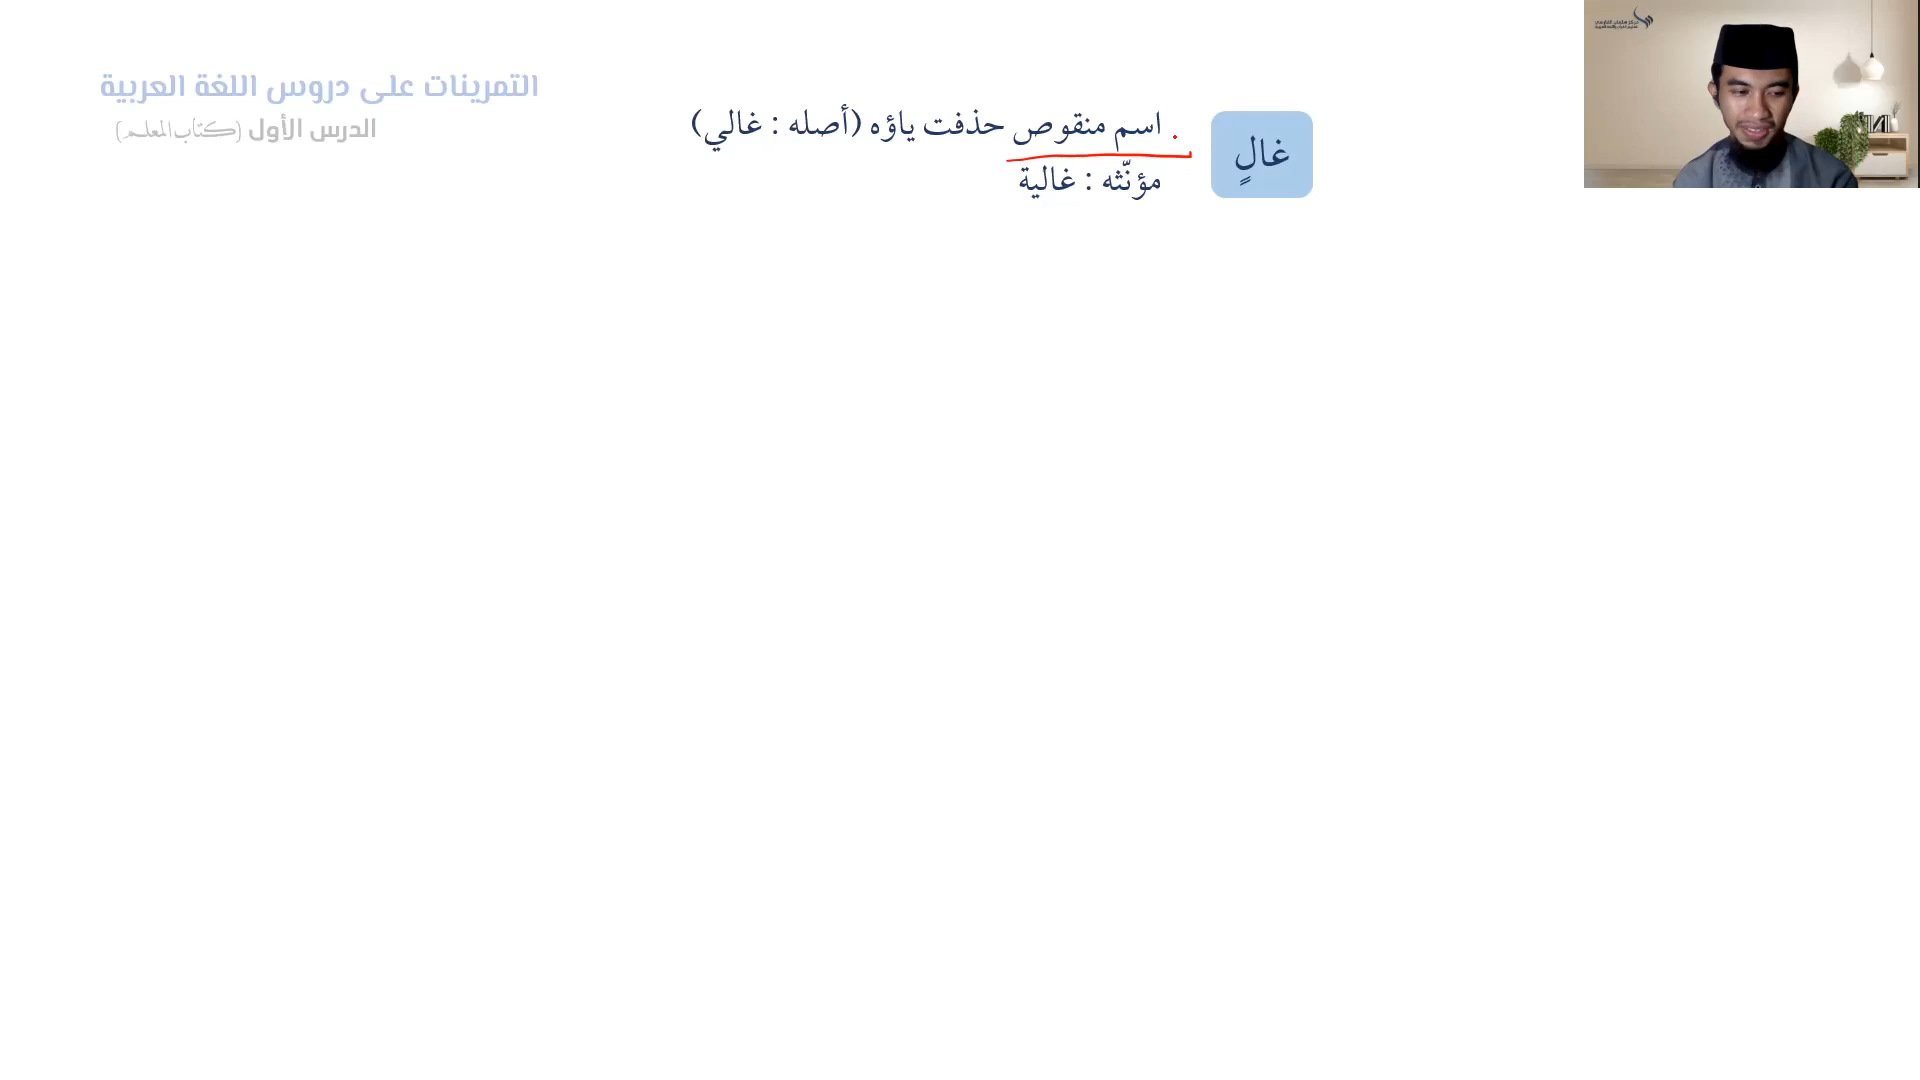 التمرينات على دروس اللغة العربية
الدرس الأول (كتاب المعلم)
غالٍ
اسم منقوص حذفت ياؤه (أصله : غالي)
مؤنّثه : غالية